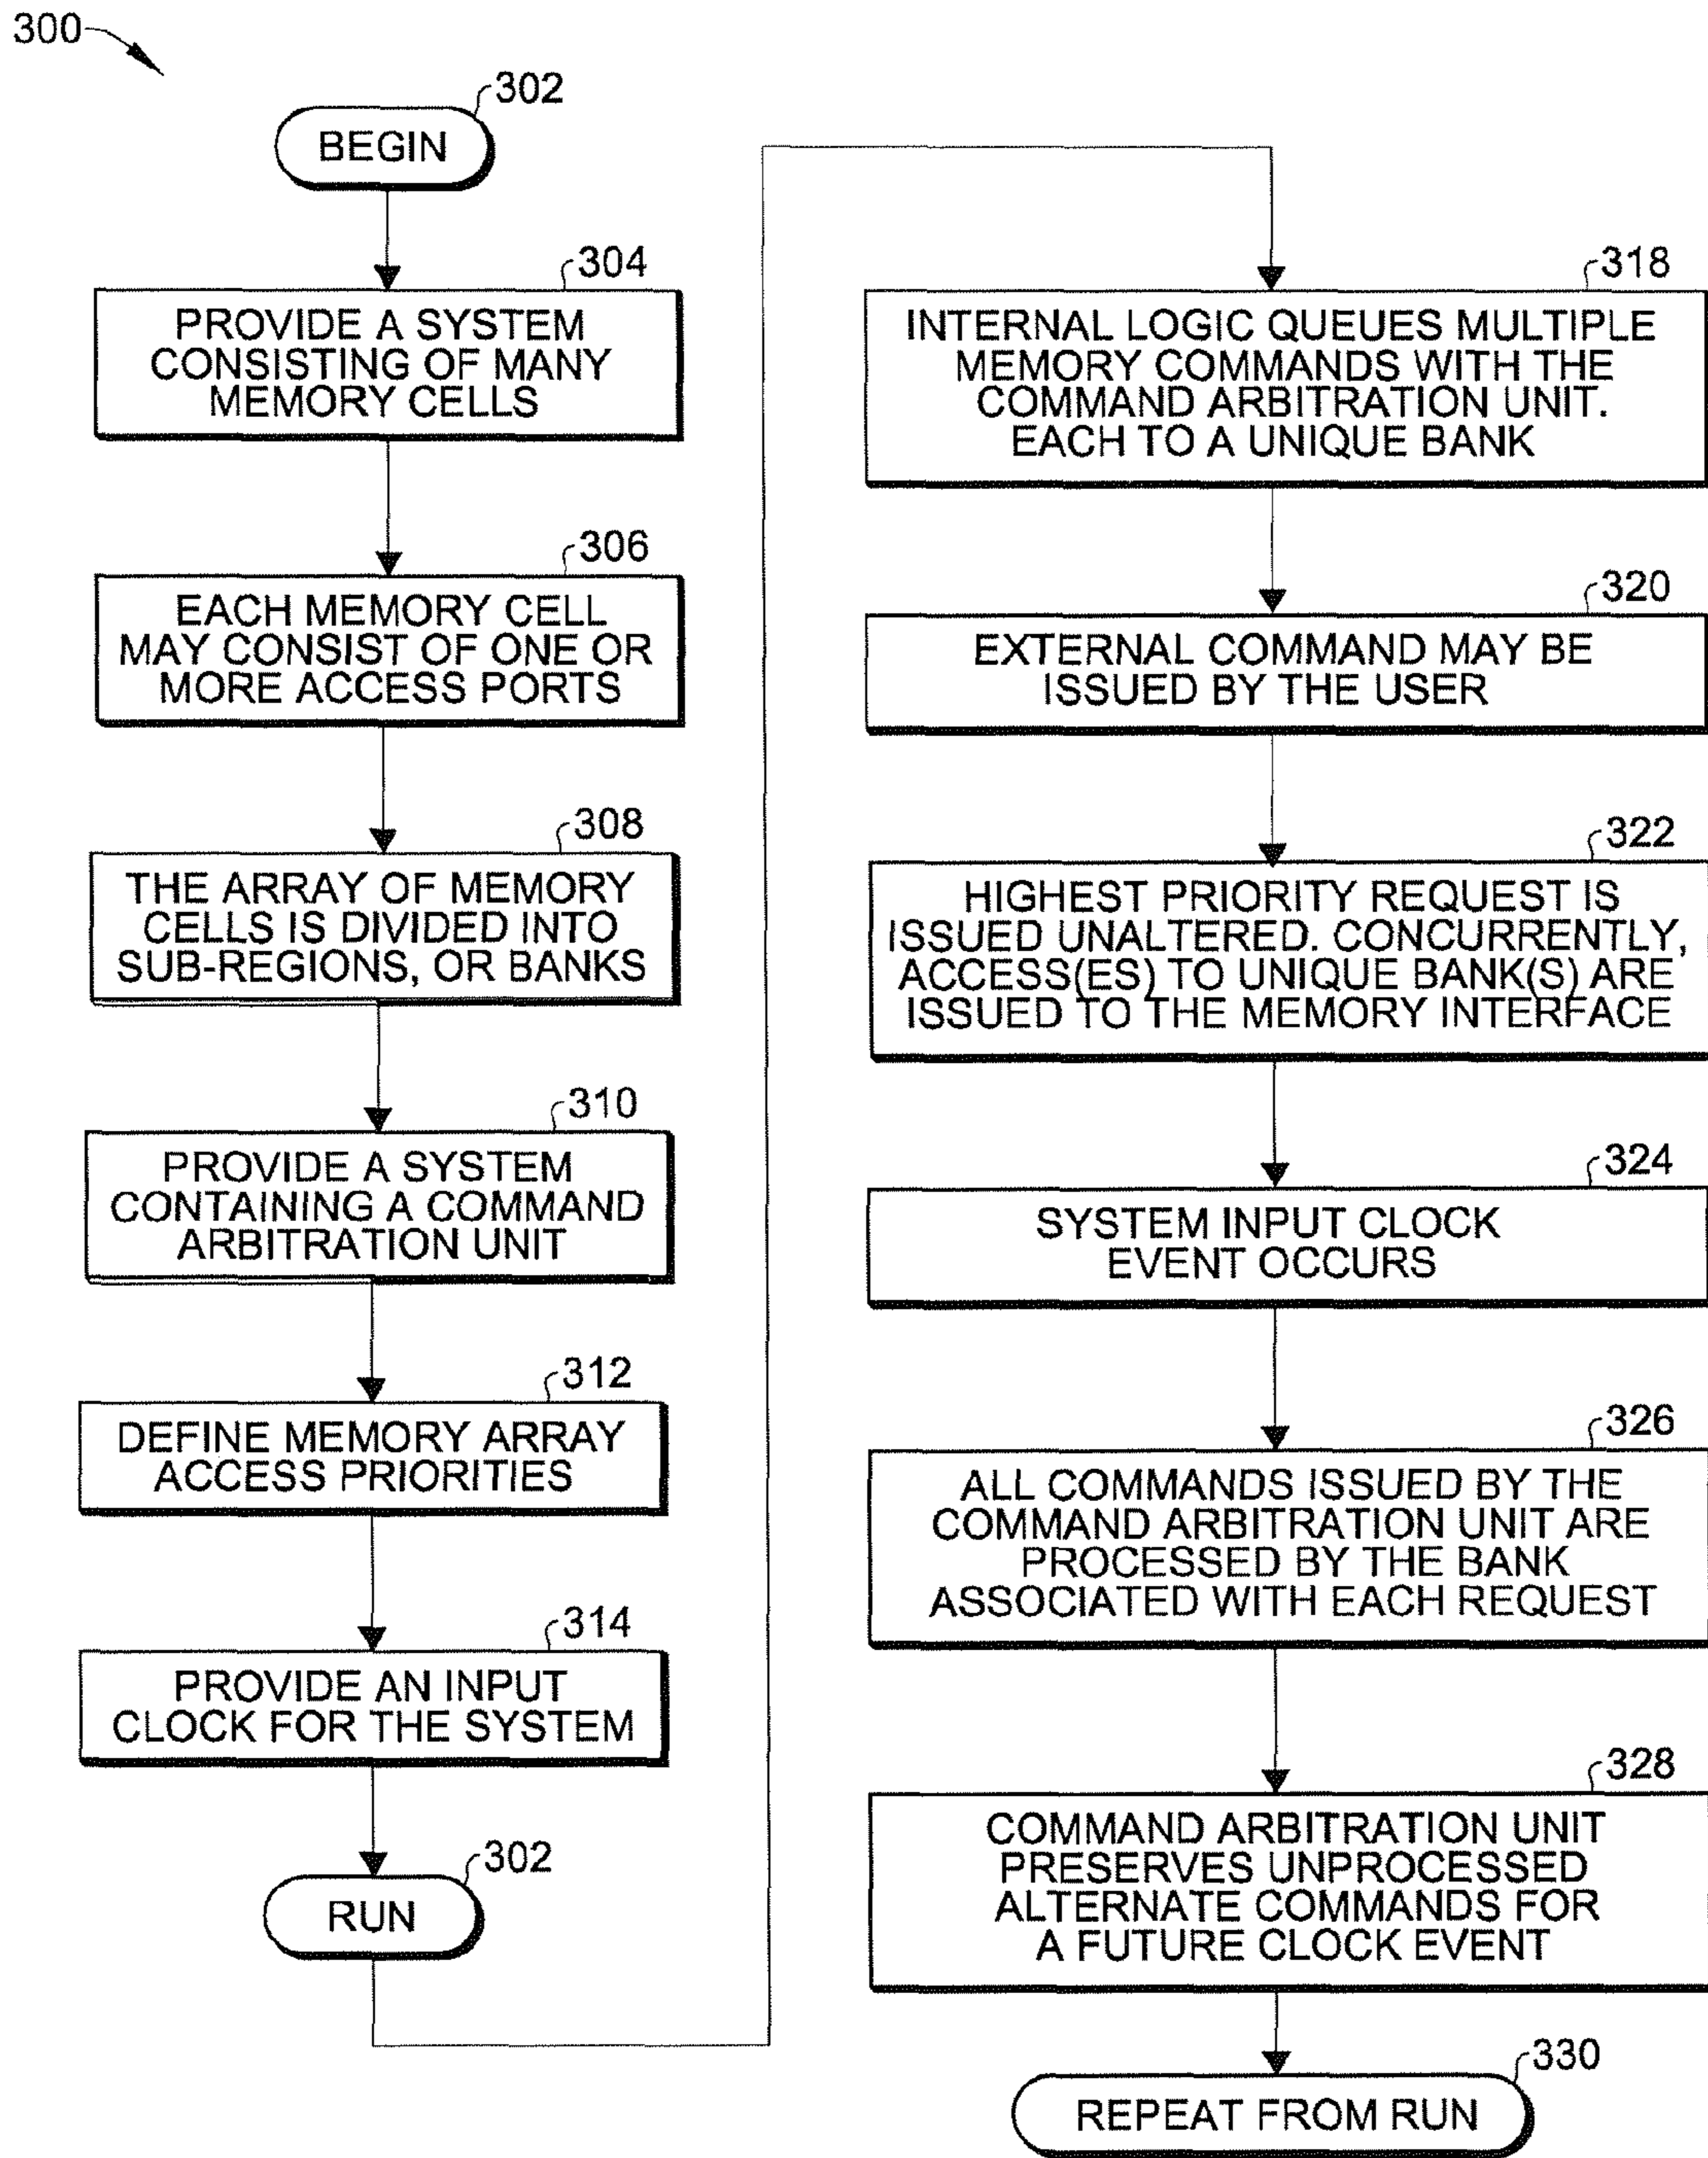 300
302
BEGIN
304
PROVIDE A SYSTEM
CONSISTING OF MANY
MEMORY CELLS
306
EACH MEMORY CELL
MAY CONSIST OF ONE OR
MORE ACCESS PORTS
308
THE ARRAY OF MEMORY
CELLS IS DIVIDED INTO
SUB-REGIONS, OR BANKS
310
PROVIDE A SYSTEM
CONTAINING A COMMAND
ARBITRATION UNIT
312
DEFINE MEMORY ARRAY
ACCESS PRIORITIES
314
PROVIDE AN INPUT
CLOCK FOR THE SYSTEM
302
RUN
318
INTERNAL LOGIC QUEUES MULTIPLE
MEMORY COMMANDS WITH THE
COMMAND ARBITRATION UNIT.
EACH TO A UNIQUE BANK
320
EXTERNAL COMMAND MAY BE
ISSUED BY THE USER
322
HIGHEST PRIORITY REQUEST IS
ISSUED UNALTERED. CONCURRENTLY,
ACCESS(ES) TO UNIQUE BANK(S) ARE
ISSUED TO THE MEMORY INTERFACE
324
SYSTEM INPUT CLOCK
EVENT OCCURS
326
ALL COMMANDS ISSUED BY THE
COMMAND ARBITRATION UNIT ARE
PROCESSED BY THE BANK
ASSOCIATED WITH EACH REQUEST
328
COMMAND ARBITRATION UNIT
PRESERVES UNPROCESSED
ALTERNATE COMMANDS FOR
A FUTURE CLOCK EVENT
330
REPEAT FROM RUN